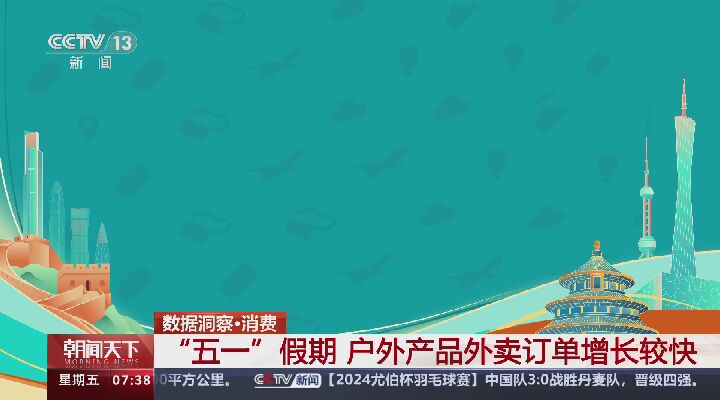 CCTV 13
新闻
数据洞察·消费
“五一”假期 户外产品外卖订单增长较快
朝闻天下
MORNING NEWS
星期五 07:38
00平方公里。 CCTV新闻 【2024尤伯杯羽毛球赛】中国队3:0战胜丹麦队，晋级四强。